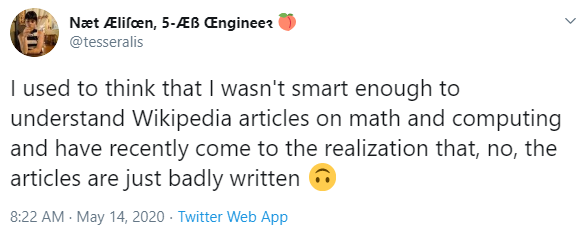 Næt Æliſœn, 5-Æß Œngineeꝛ 🍑
@tesseralis
I used to think that I wasn't smart enough to
understand Wikipedia articles on math and computing
and have recently come to the realization that, no, the
articles are just badly written 🙃
8:22 AM · May 14, 2020 · Twitter Web App